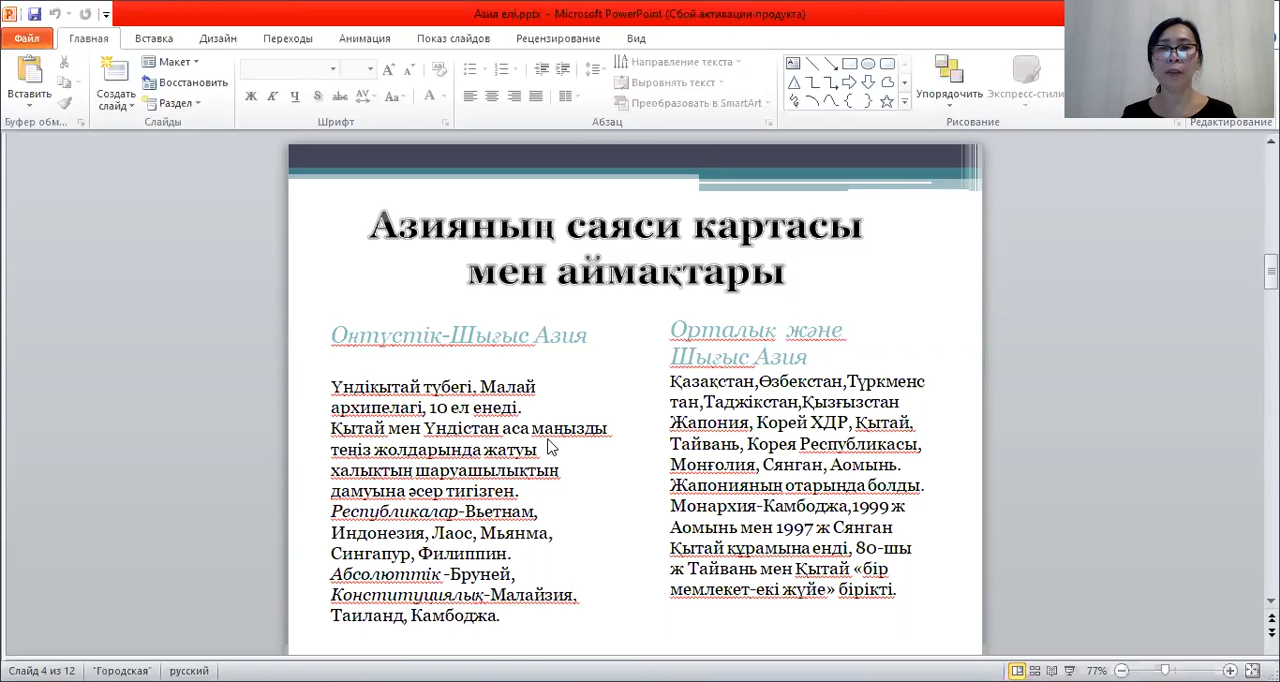 Азия елі.pptx - Microsoft PowerPoint (Сбой активации продукта)
Файл Главная Вставка Дизайн Переходы Анимация Показ слайдов Рецензирование Вид
Вставить
Буфер обм...
Создать слайд
Макет
Восстановить
Раздел
Слайды
Ж К Ч S abc AV Aa А
Шрифт
Направление текста
Выровнять текст
Преобразовать в SmartArt
Абзац
Упорядочить
Экспресс-стили
Рисование
Редактирование
Азияның саяси картасы
мен аймақтары
Оңтүстік-Шығыс Азия
Үндіқытай түбегі, Малай
архипелагі, 10 ел енеді.
Қытай мен Үндістан аса маңызды
теңіз жолдарында жатуы
халықтың шаруашылықтың
дамуына әсер тигізген.
Республикалар-Вьетнам,
Индонезия, Лаос, Мьянма,
Сингапур, Филиппин.
Абсолюттік -Бруней,
Конституциялық-Малайзия,
Таиланд, Камбоджа.
Орталық және
Шығыс Азия
Қазақстан,Өзбекстан,Түркменс
тан,Таджікстан,Қызғызстан
Жапония, Корей ХДР, Қытай,
Тайвань, Корея Республикасы,
Монғолия, Сянган, Аомынь.
Жапонияның отарында болды.
Монархия-Камбоджа,1999 ж
Аомынь мен 1997 ж Сянган
Қытай құрамына енді, 80-шы
ж Тайвань мен Қытай «бір
мемлекет-екі жүйе» бірікті.
Слайд 4 из 12 "Городская" русский 77%